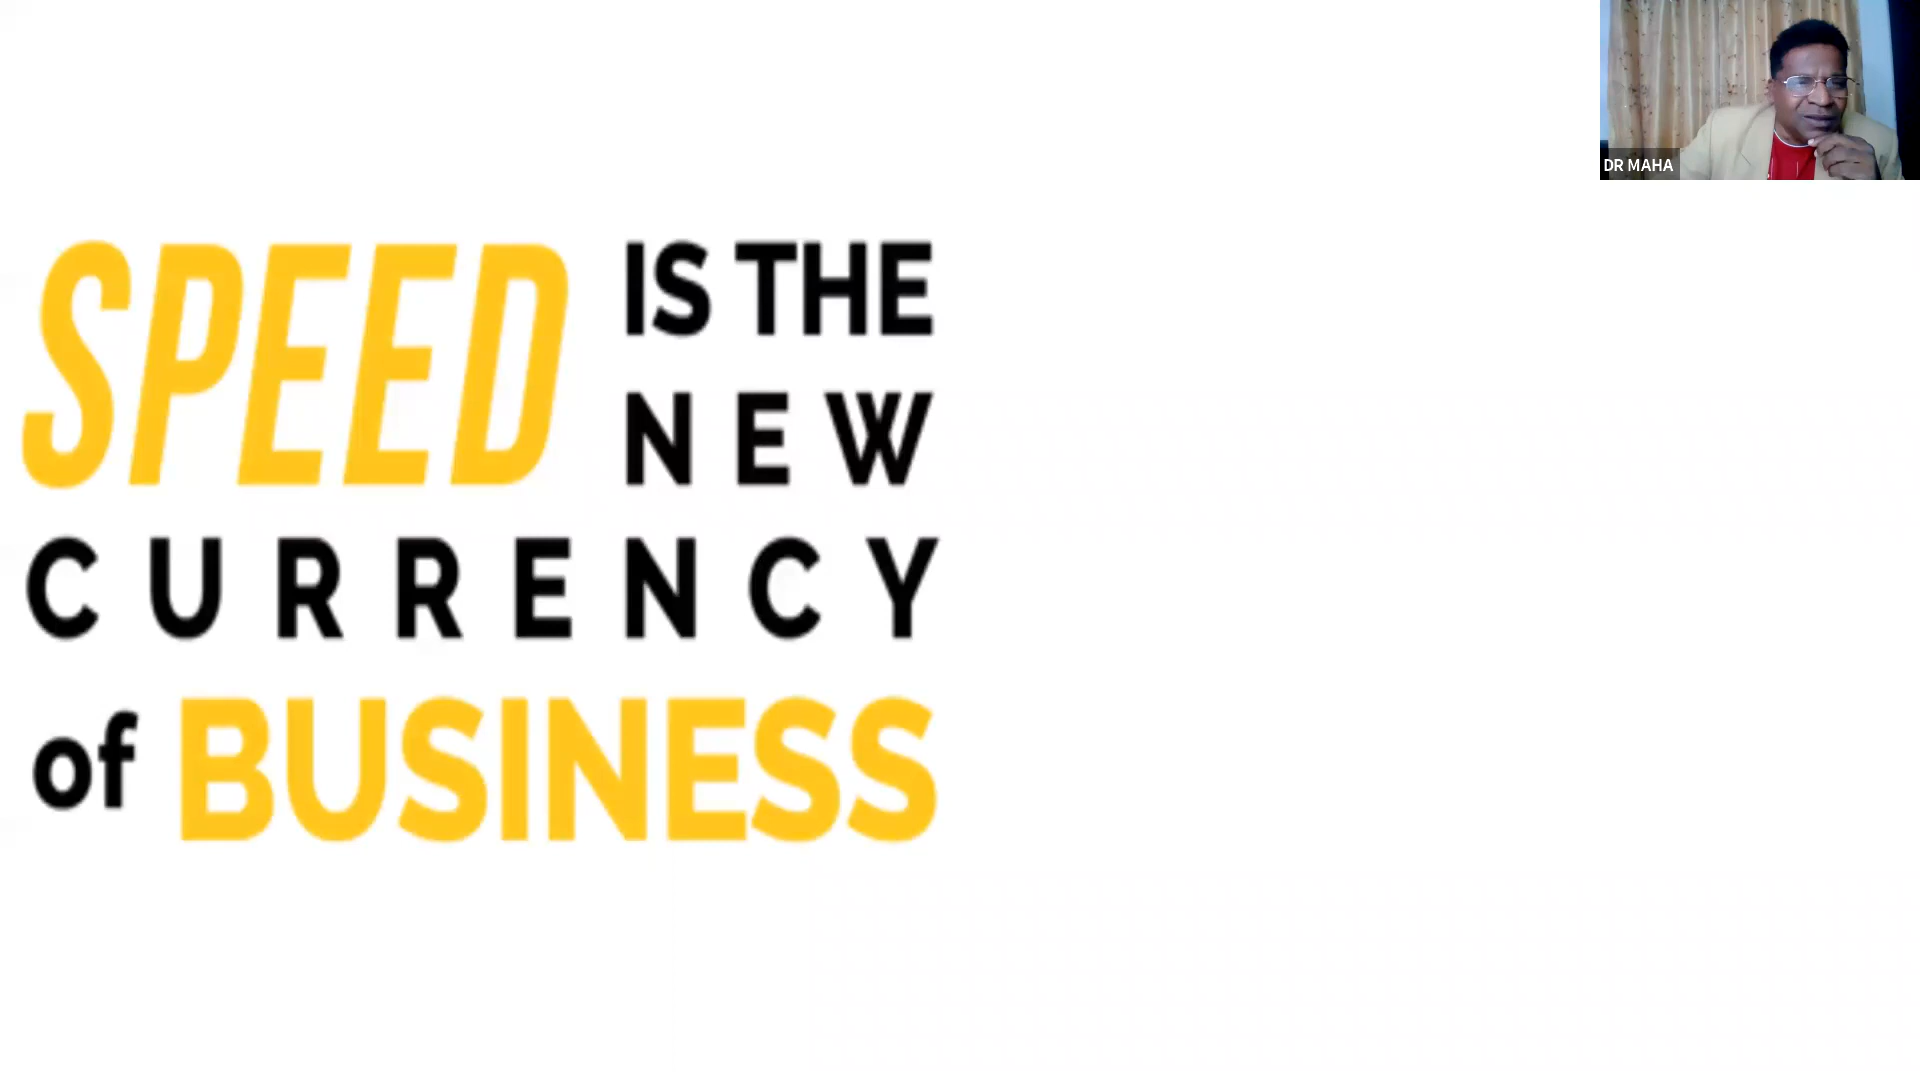 SPEED IS THE
NEW
CURRENCY
of BUSINESS
DR MAHA